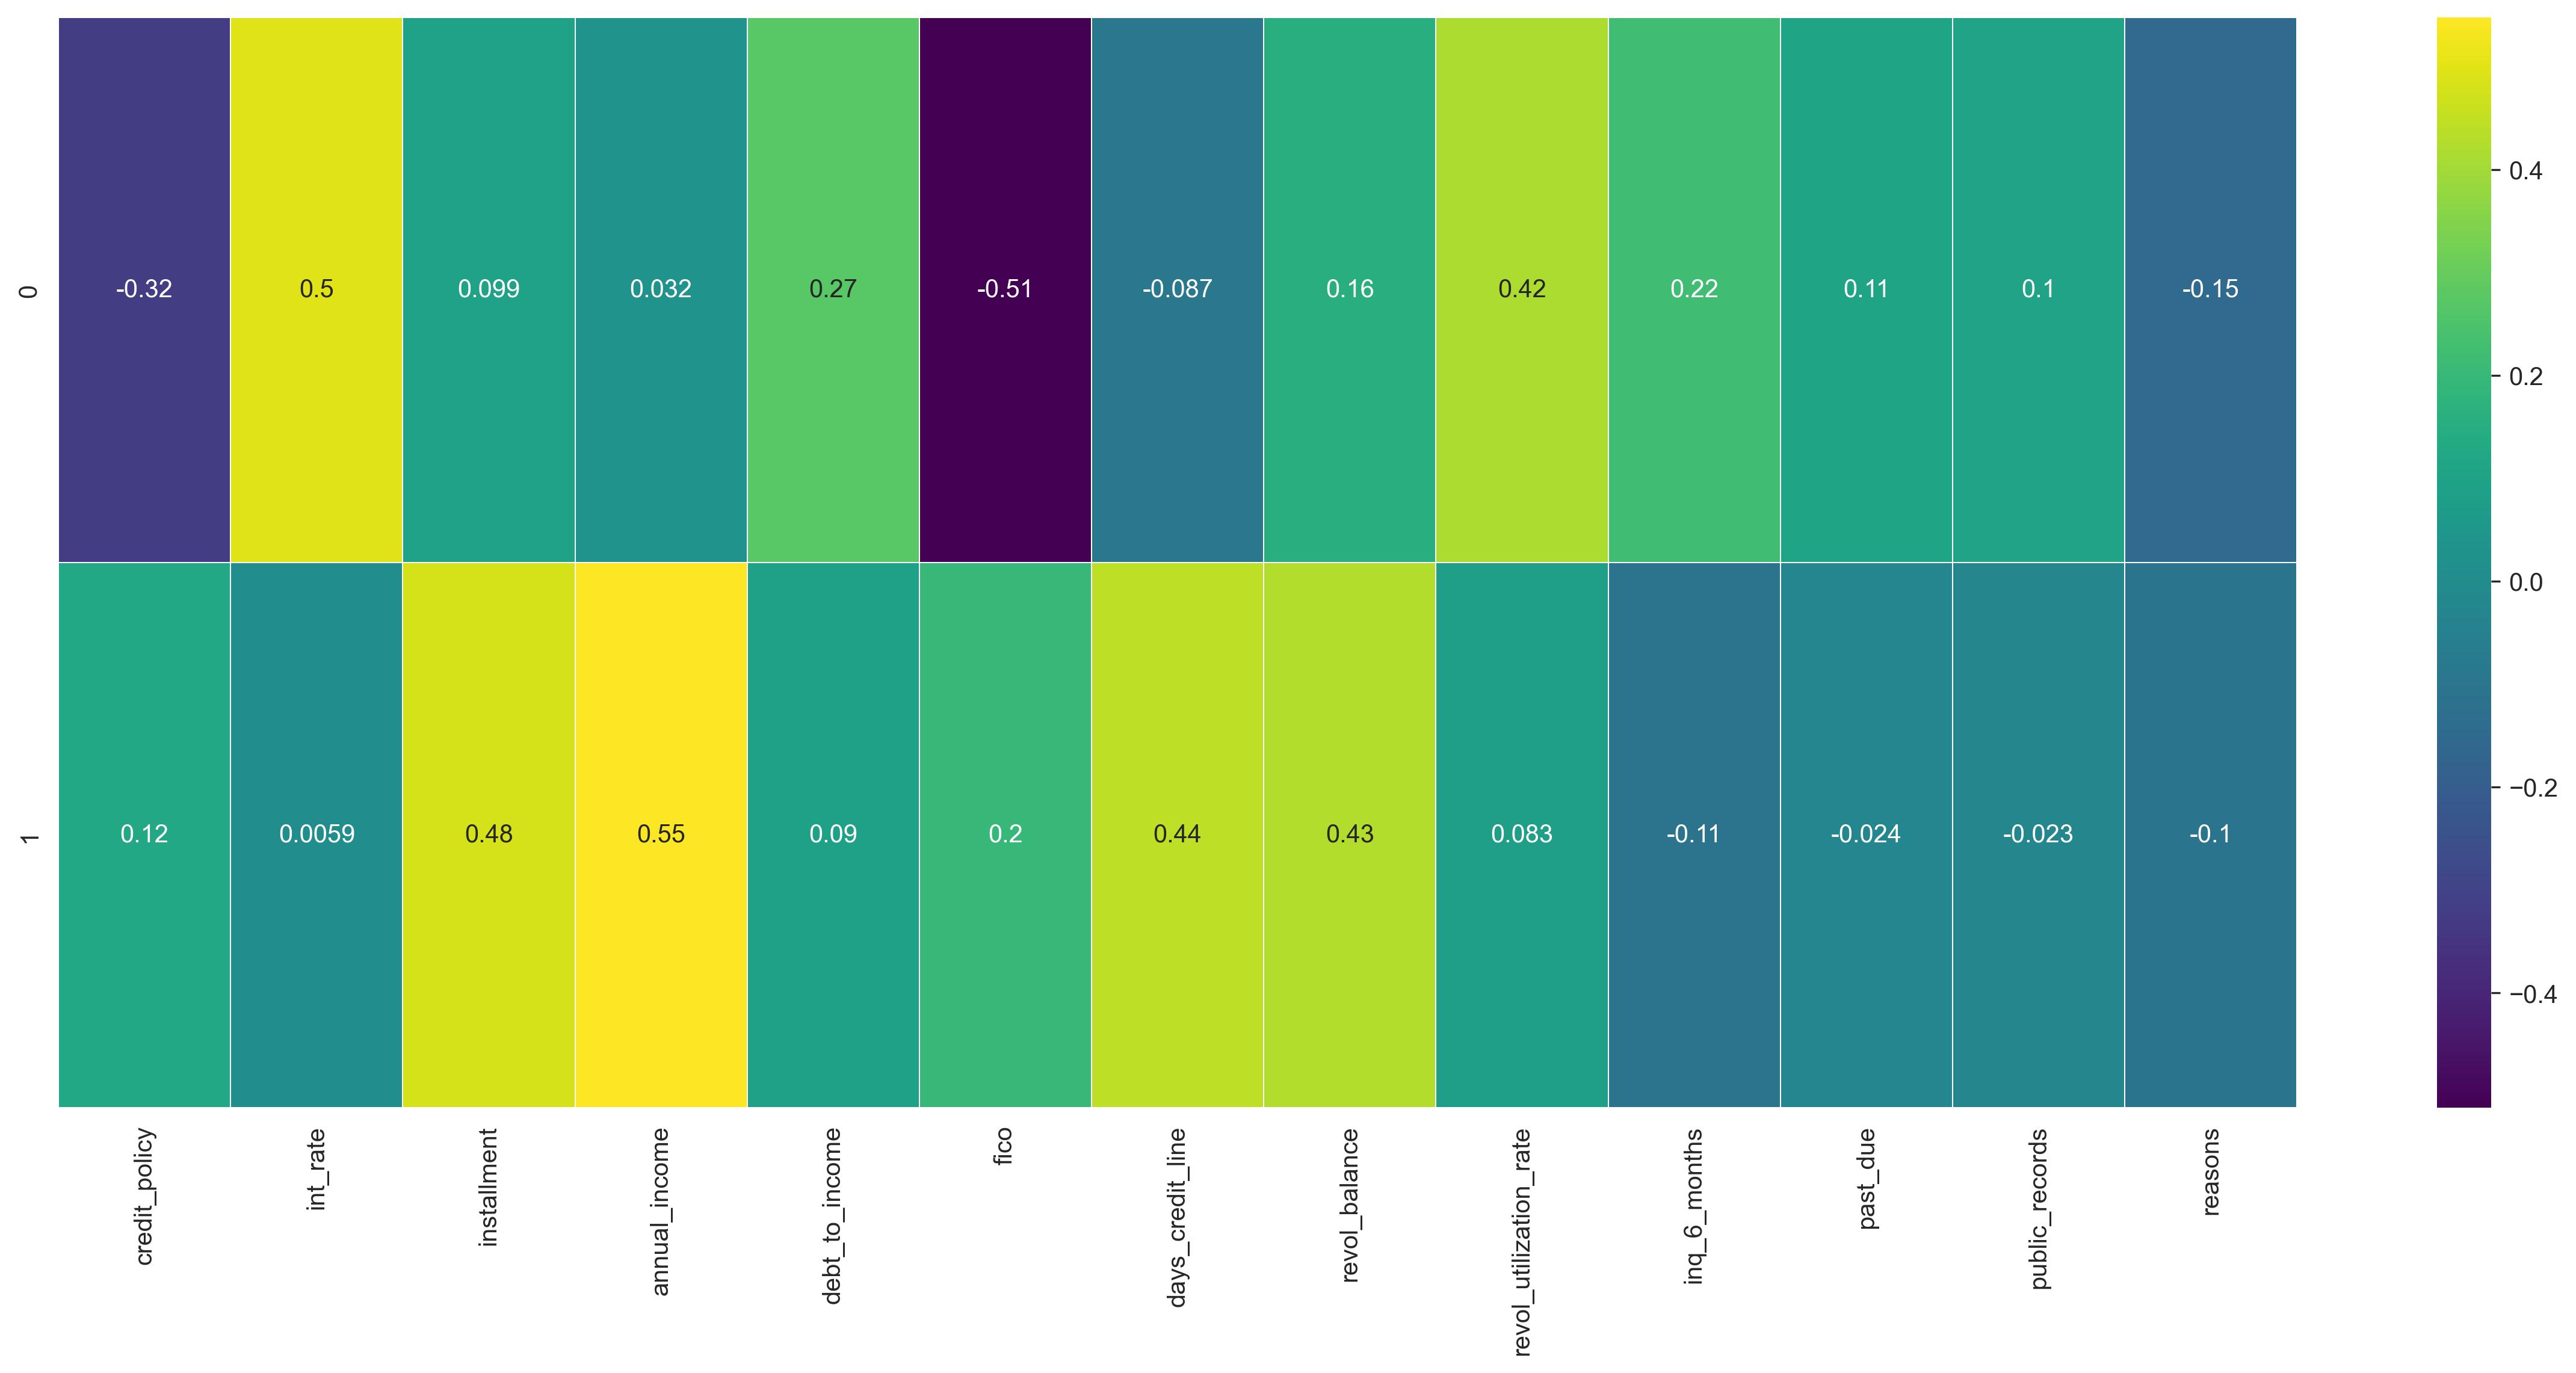 0 -0.32 0.5 0.099 0.032 0.27 -0.51 -0.087 0.16 0.42 0.22 0.11 0.1 -0.15
1 0.12 0.0059 0.48 0.55 0.09 0.2 0.44 0.43 0.083 -0.11 -0.024 -0.023 -0.1
credit_policy
int_rate
installment
annual_income
debt_to_income
fico
days_credit_line
revol_balance
revol_utilization_rate
inq_6_months
past_due
public_records
reasons
0.4
0.2
0.0
−0.2
−0.4